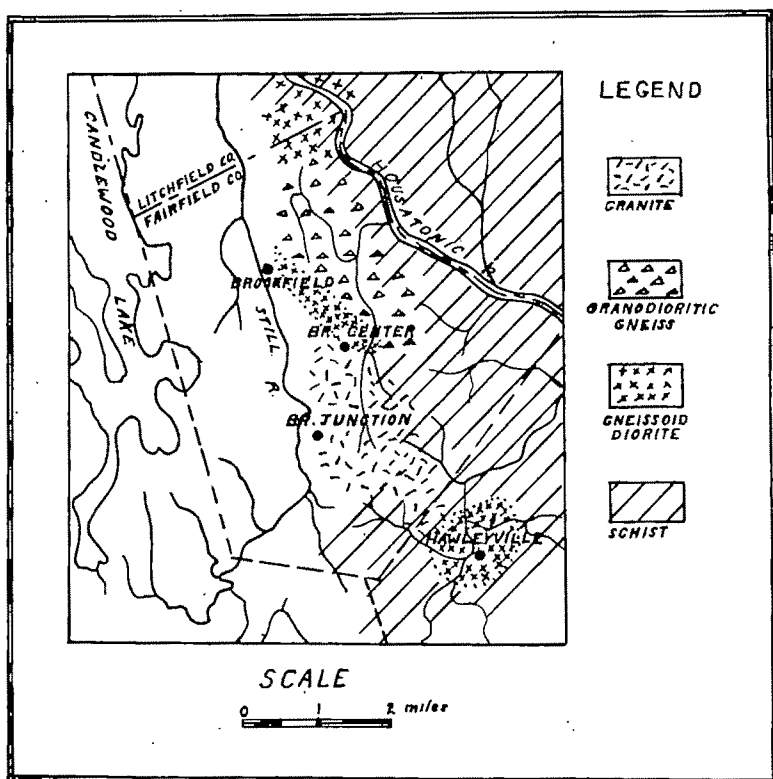 LEGEND
GRANITE
GRANODIORITIC
GNEISS
GNEISSOID
DIORITE
SCHIST
CANDLEWOOD
LAKE
LITCHFIELD CO.
FAIRFIELD CO.
HOUSATONIC R.
BROOKFIELD
STILL R.
BR. CENTER
BR. JUNCTION
HAWLEYVILLE
SCALE
0 1 2 miles